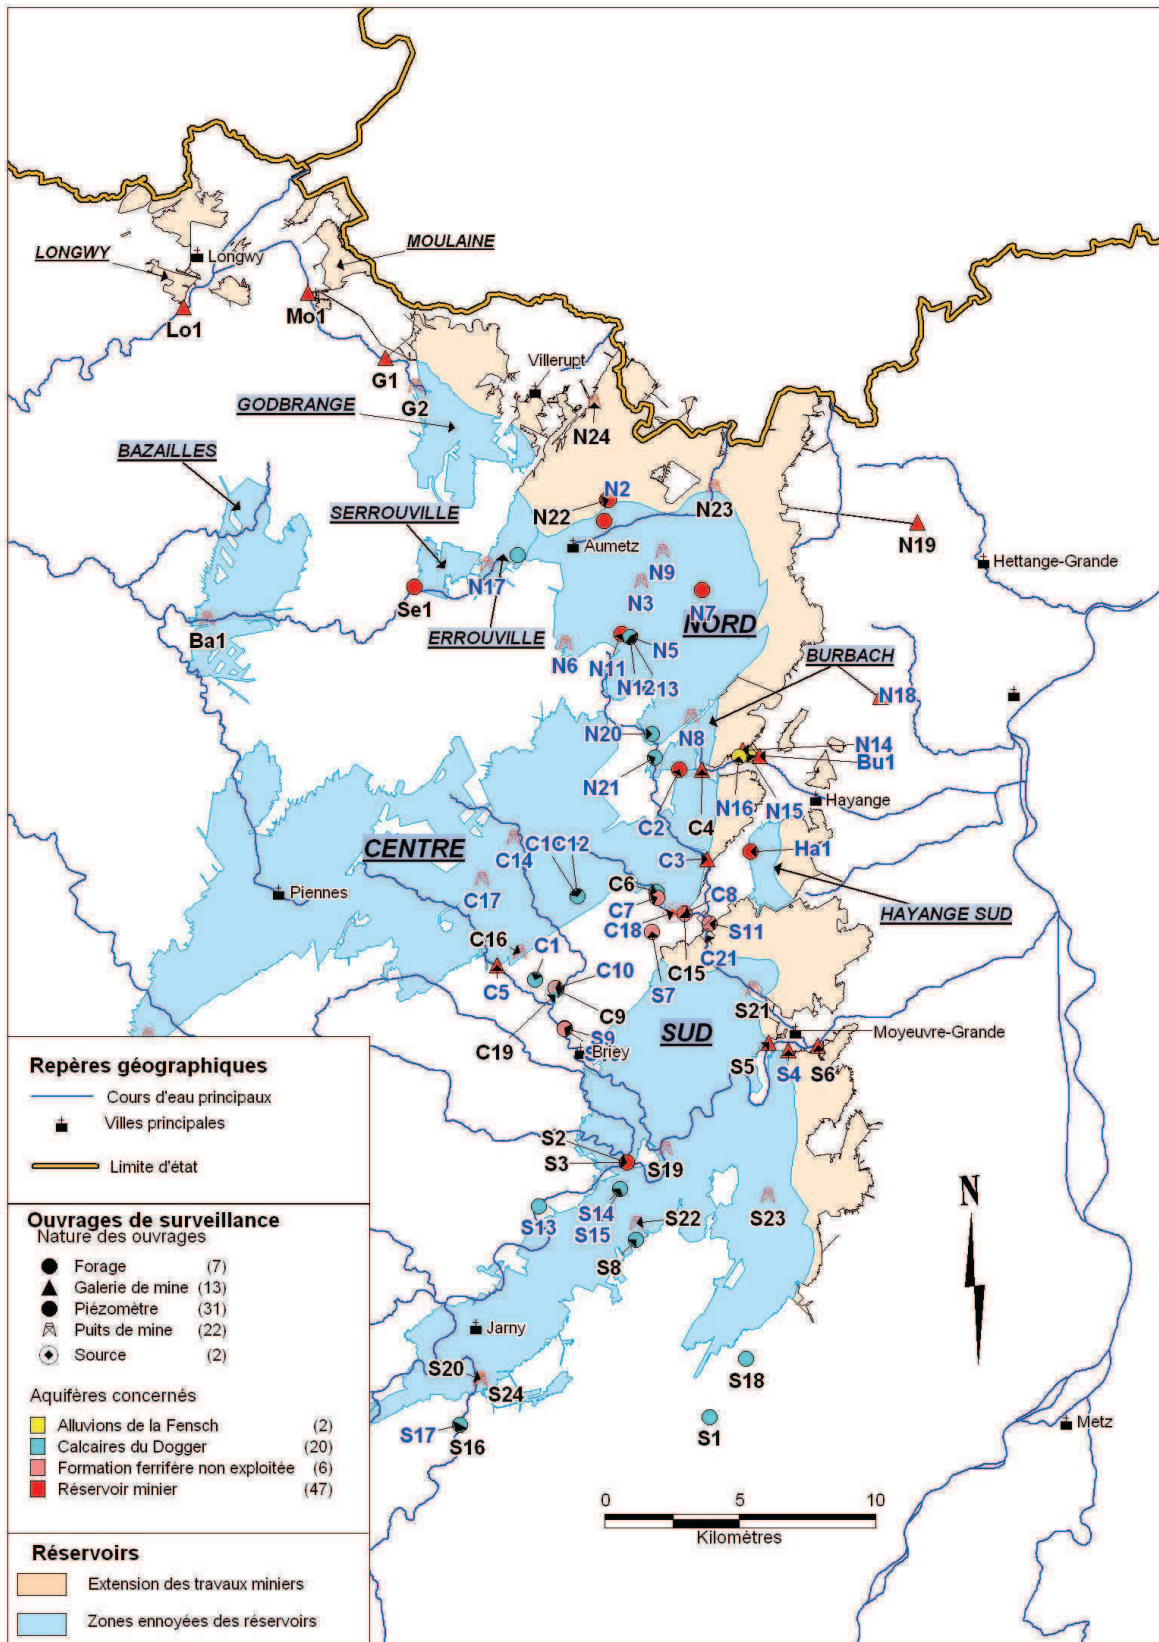 LONGWY
Longwy
MOULAINE
Lo1
Mo1
G1
G2
Villerupt
GODBRANGE
N24
BAZAILLES
SERROUVILLE
N2
N22
N23
Aumetz
N19
Hettange-Grande
N9
N17
N3
Se1
N7
NORD
Ba1
ERROUVILLE
N5
N6
N11
N12
13
BURBACH
N18
N20
N8
N14
Bu1
N21
N16
N15
Hayange
C2
C4
CENTRE
C12
C14
C3
Ha1
C17
C6
C7
C8
Piennes
C18
S11
HAYANGE SUD
C16
C1
C15
C21
C10
C5
S7
C9
S21
SUD
C19
S9
Briey
Moyeuvre-Grande
S5
S4
S6
S2
S3
S19
S14
S15
S13
S22
S23
S8
N
Jarny
S20
S24
S18
S17
S16
S1
Metz
0 5 10
Kilomètres
Repères géographiques
Cours d'eau principaux
Villes principales
Limite d'état
Ouvrages de surveillance
Nature des ouvrages
Forage (7)
Galerie de mine (13)
Piézomètre (31)
Puits de mine (22)
Source (2)
Aquifères concernés
Alluvions de la Fensch (2)
Calcaires du Dogger (20)
Formation ferrifère non exploitée (6)
Réservoir minier (47)
Réservoirs
Extension des travaux miniers
Zones ennoyées des réservoirs